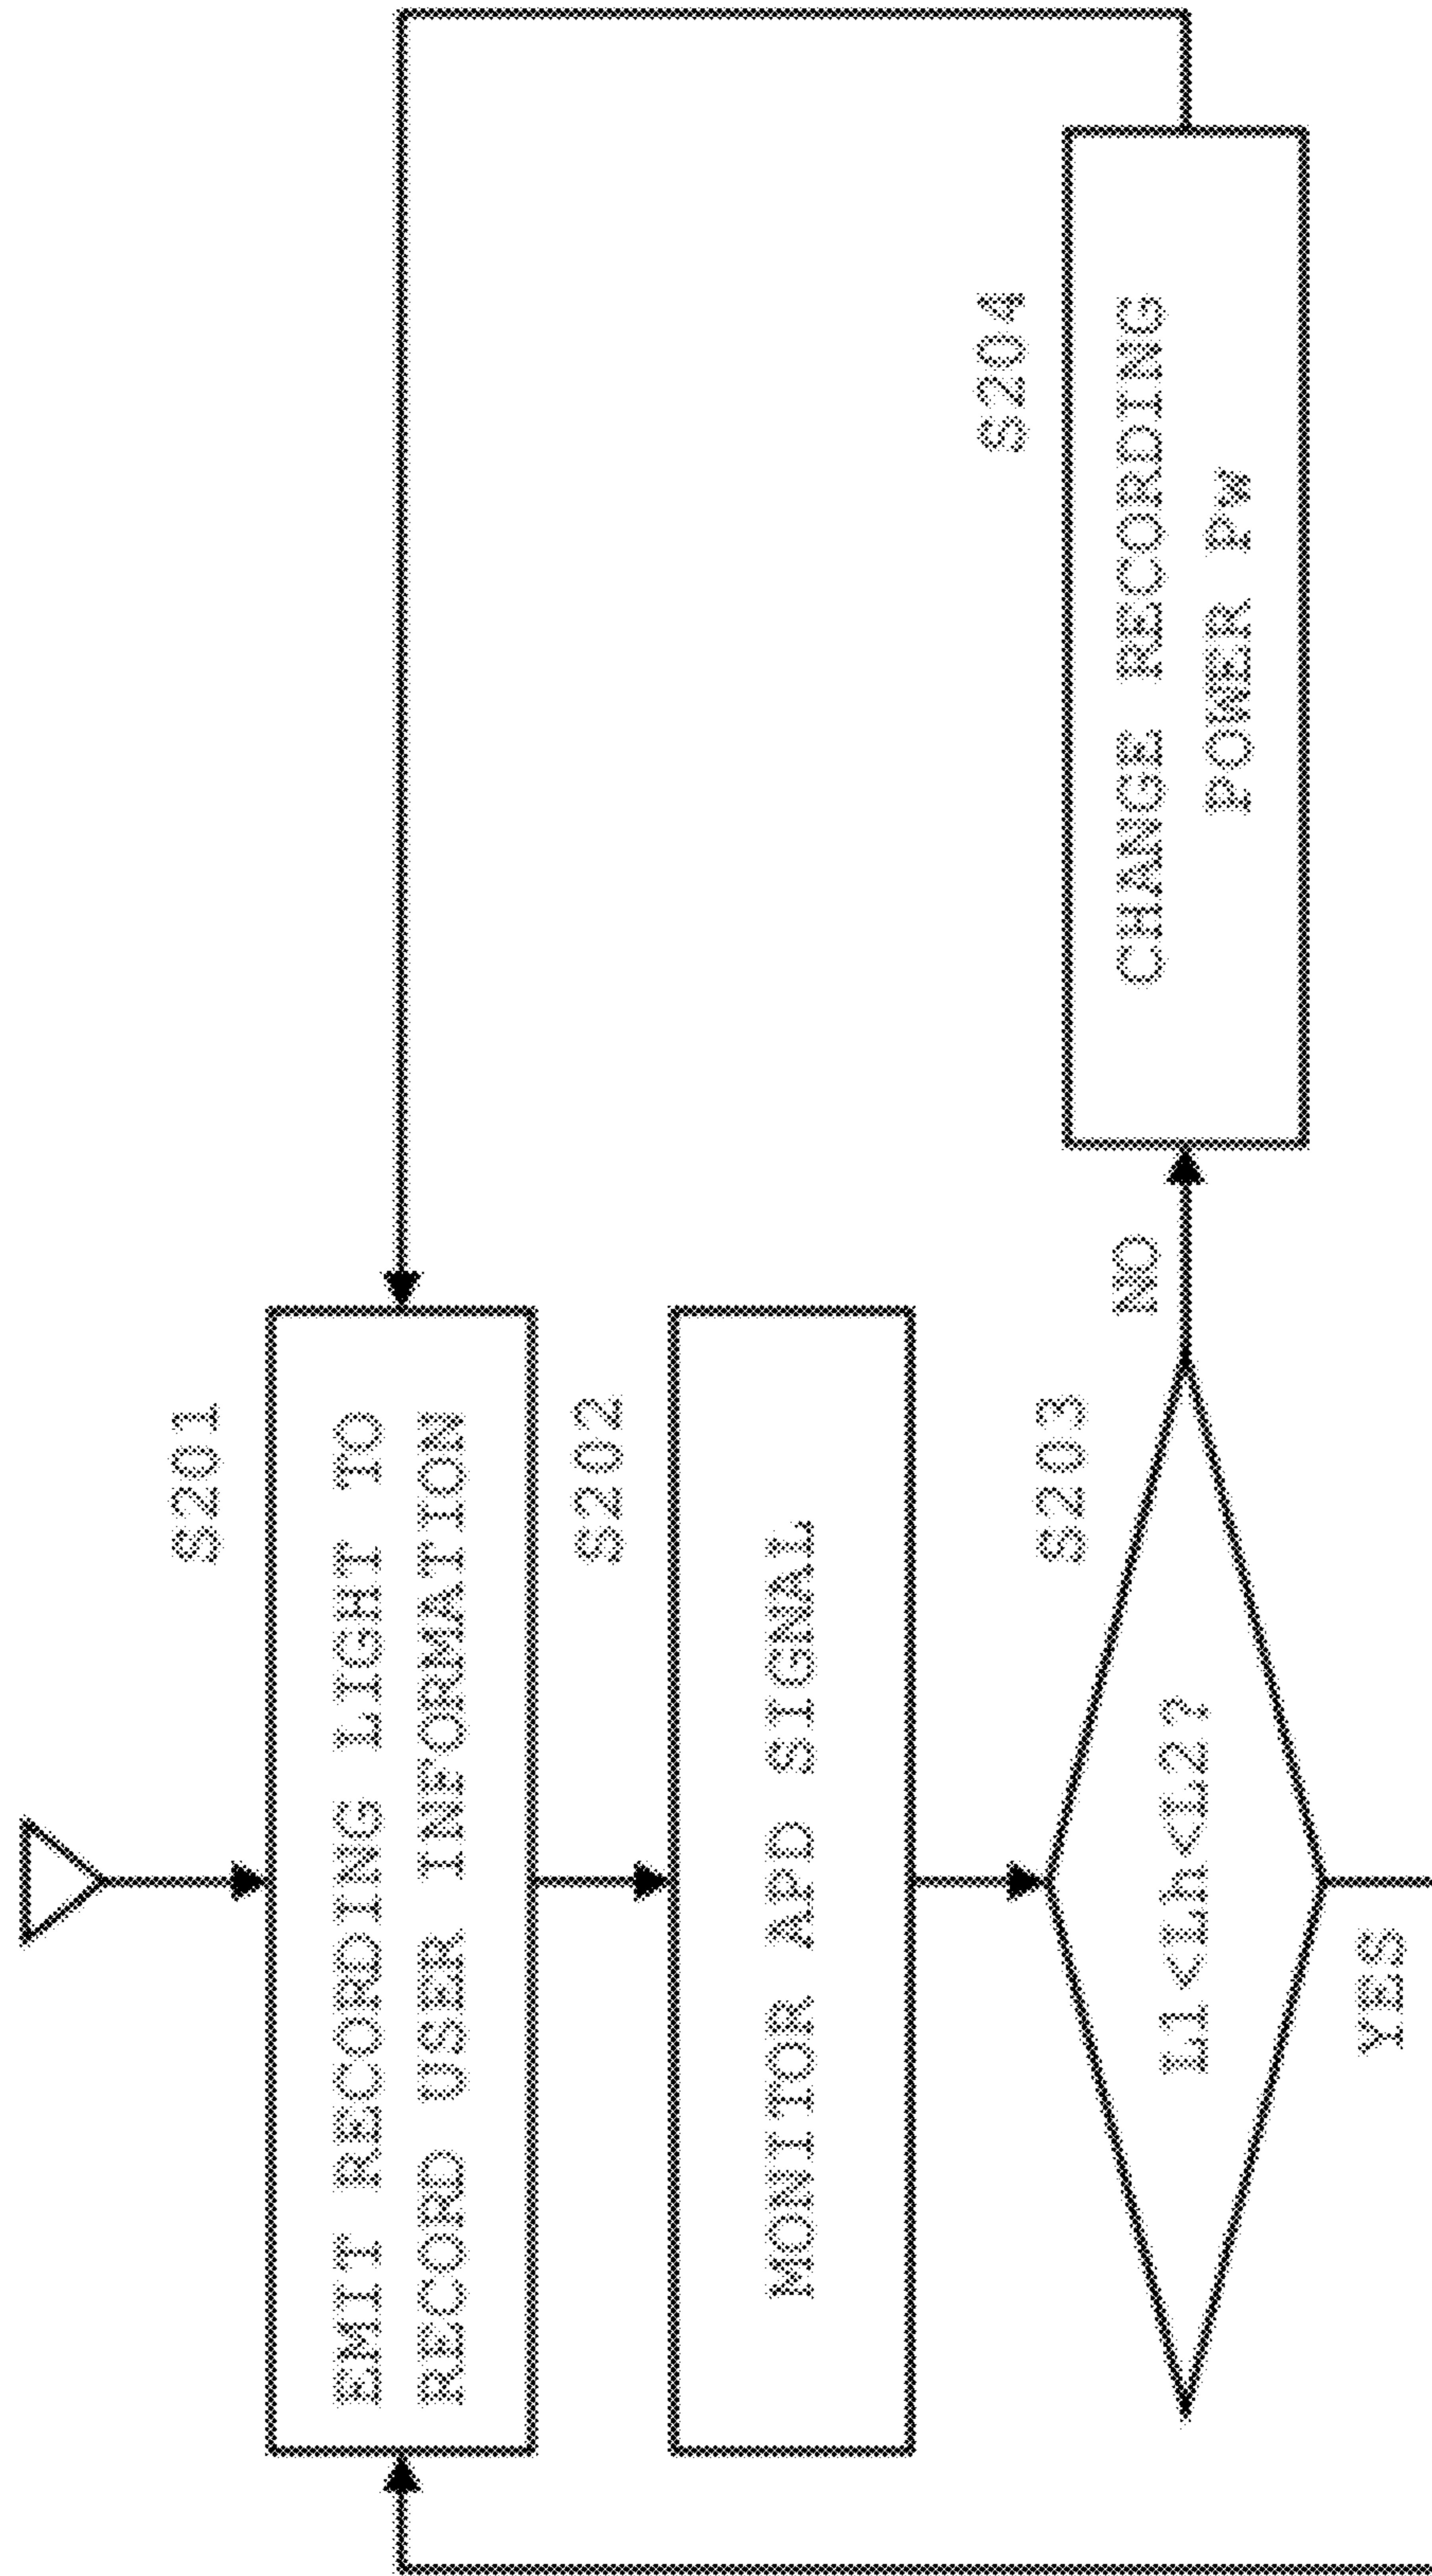 S201
EMIT RECORDING LIGHT TO
RECORD USER INFORMATION
S202
MONITOR APD SIGNAL
S203
L1<Lh<L2?
NO
YES
S204
CHANGE RECORDING
POWER Pw